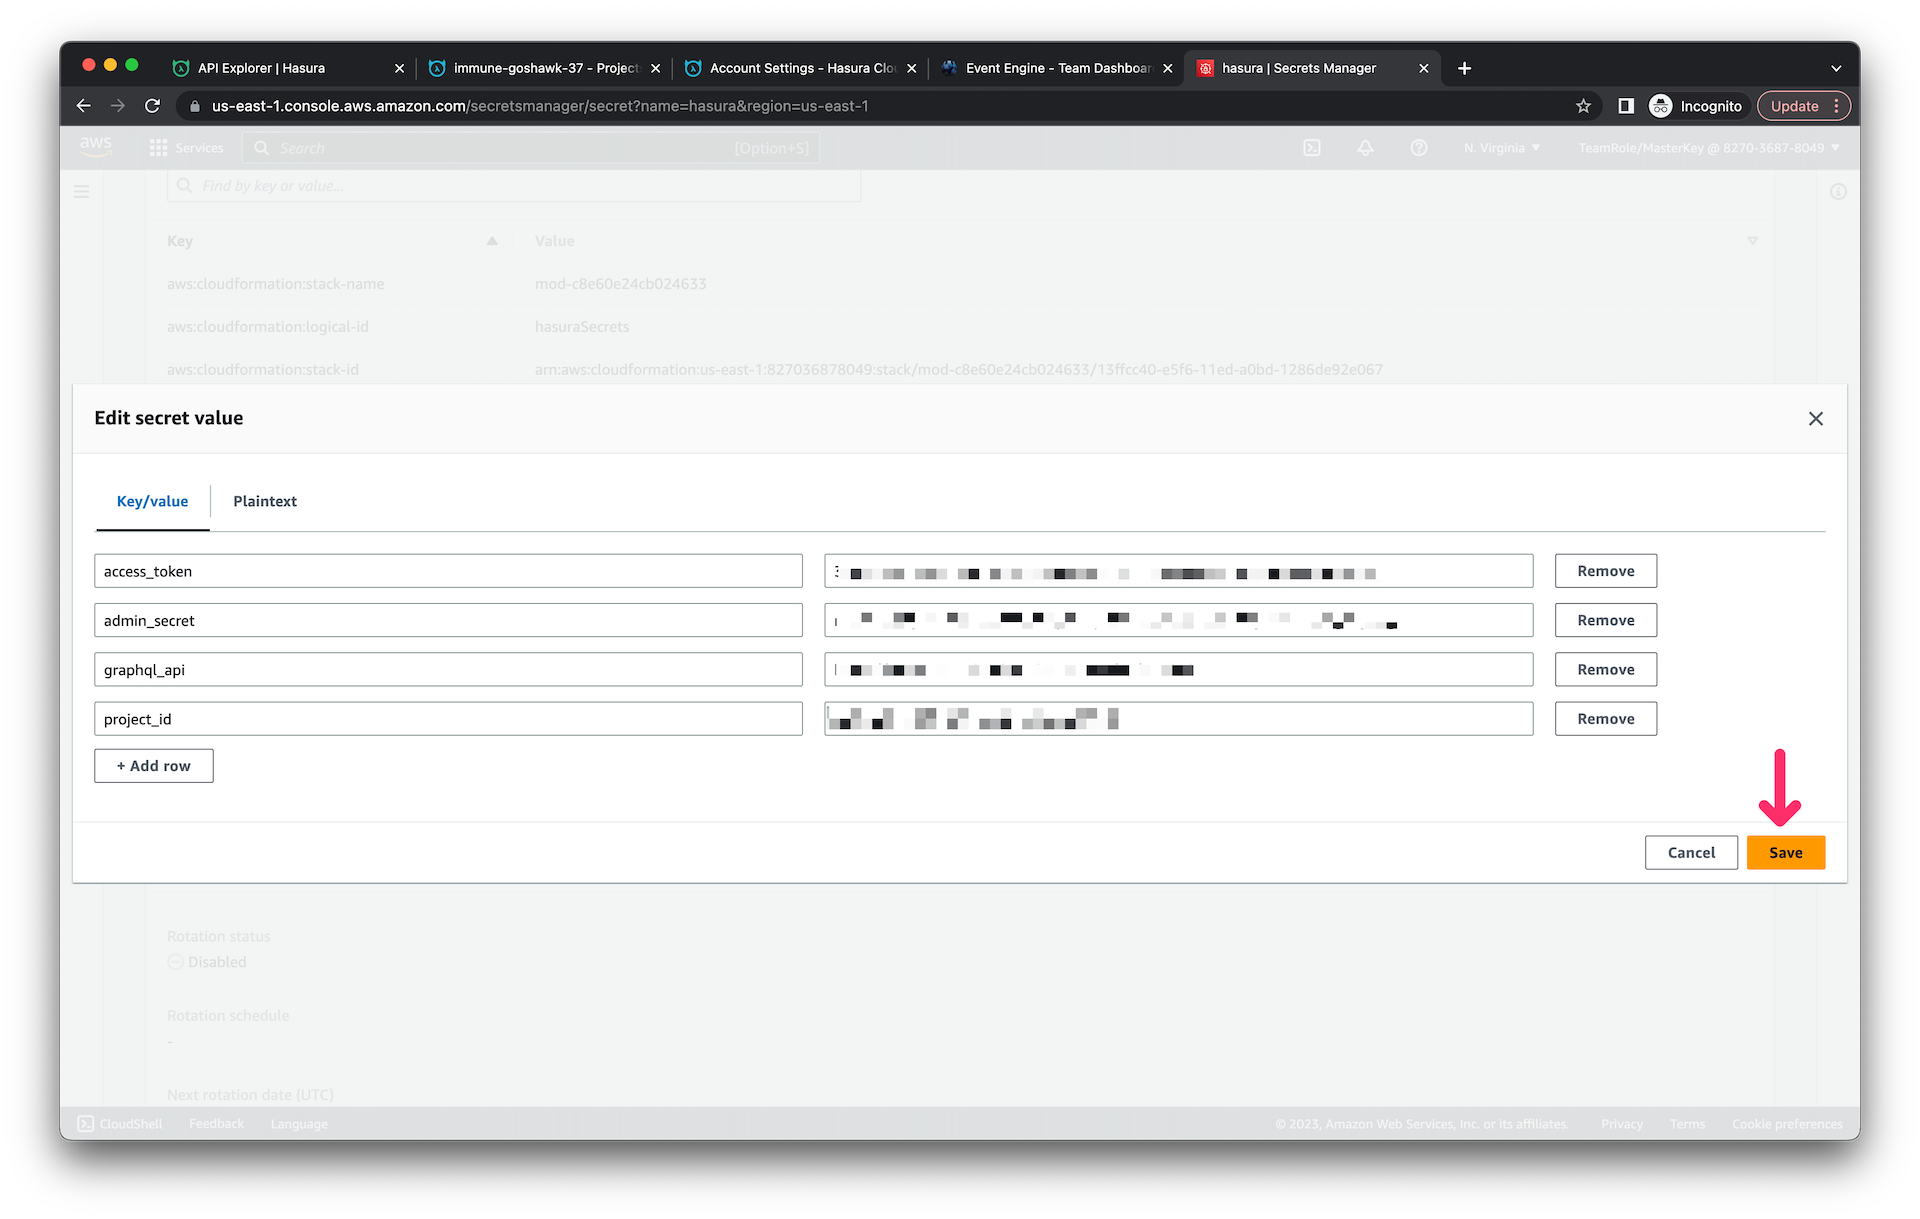 API Explorer | Hasura
immune-goshawk-37 - Project
Account Settings - Hasura Clou
Event Engine - Team Dashboar
hasura | Secrets Manager
us-east-1.console.aws.amazon.com/secretsmanager/secret?name=hasura&region=us-east-1
Incognito
Update
aws
Services
Search
[Option+S]
N. Virginia
TeamRole/MasterKey @ 8270-3687-8049
Find by key or value...
Key
Value
aws:cloudformation:stack-name
mod-c8e60e24cb024633
aws:cloudformation:logical-id
hasuraSecrets
aws:cloudformation:stack-id
arn:aws:cloudformation:us-east-1:827036878049:stack/mod-c8e60e24cb024633/13ffcc40-e5f6-11ed-a0bd-1286de92e067
Edit secret value
Key/value
Plaintext
access_token
Remove
admin_secret
Remove
graphql_api
Remove
project_id
Remove
+ Add row
Cancel
Save
Rotation status
Disabled
Rotation schedule
-
Next rotation date (UTC)
CloudShell
Feedback
Language
© 2023, Amazon Web Services, Inc. or its affiliates.
Privacy
Terms
Cookie preferences